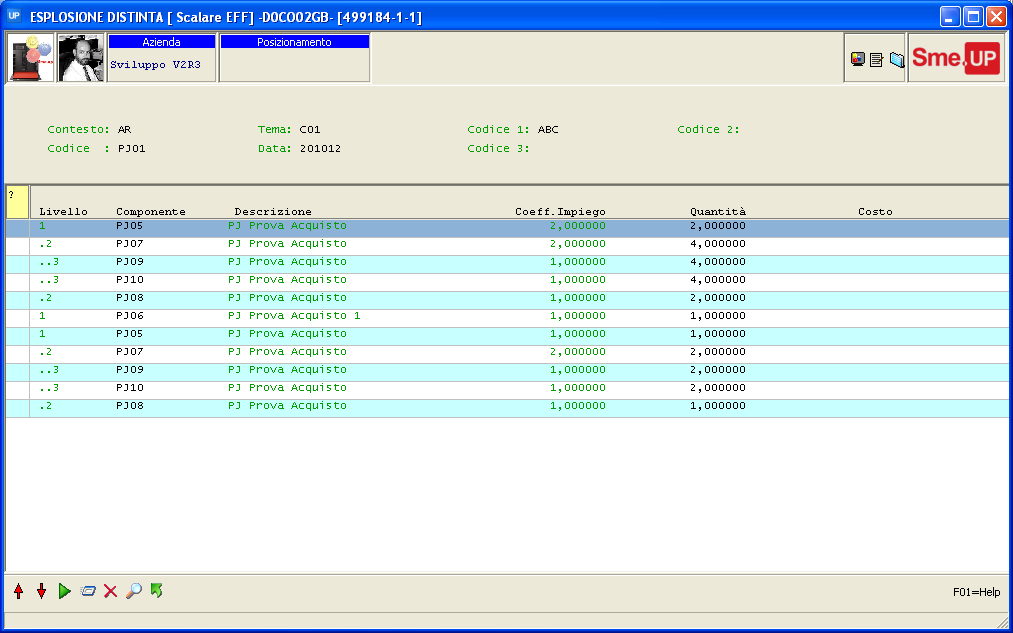 UP ESPLOSIONE DISTINTA [ Scalare EFF] -D0CO02GB- [499184-1-1]
Azienda Posizionamento
Sviluppo V2R3
Sme.UP
Contesto: AR Tema: C01 Codice 1: ABC Codice 2:
Codice : PJ01 Data: 201012 Codice 3:
?
Livello Componente Descrizione Coeff.Impiego Quantità Costo
1 PJ05 PJ Prova Acquisto 2,000000 2,000000
.2 PJ07 PJ Prova Acquisto 2,000000 4,000000
..3 PJ09 PJ Prova Acquisto 1,000000 4,000000
..3 PJ10 PJ Prova Acquisto 1,000000 4,000000
.2 PJ08 PJ Prova Acquisto 1,000000 2,000000
1 PJ06 PJ Prova Acquisto 1 1,000000 1,000000
1 PJ05 PJ Prova Acquisto 1,000000 1,000000
.2 PJ07 PJ Prova Acquisto 2,000000 2,000000
..3 PJ09 PJ Prova Acquisto 1,000000 2,000000
..3 PJ10 PJ Prova Acquisto 1,000000 2,000000
.2 PJ08 PJ Prova Acquisto 1,000000 1,000000
F01=Help